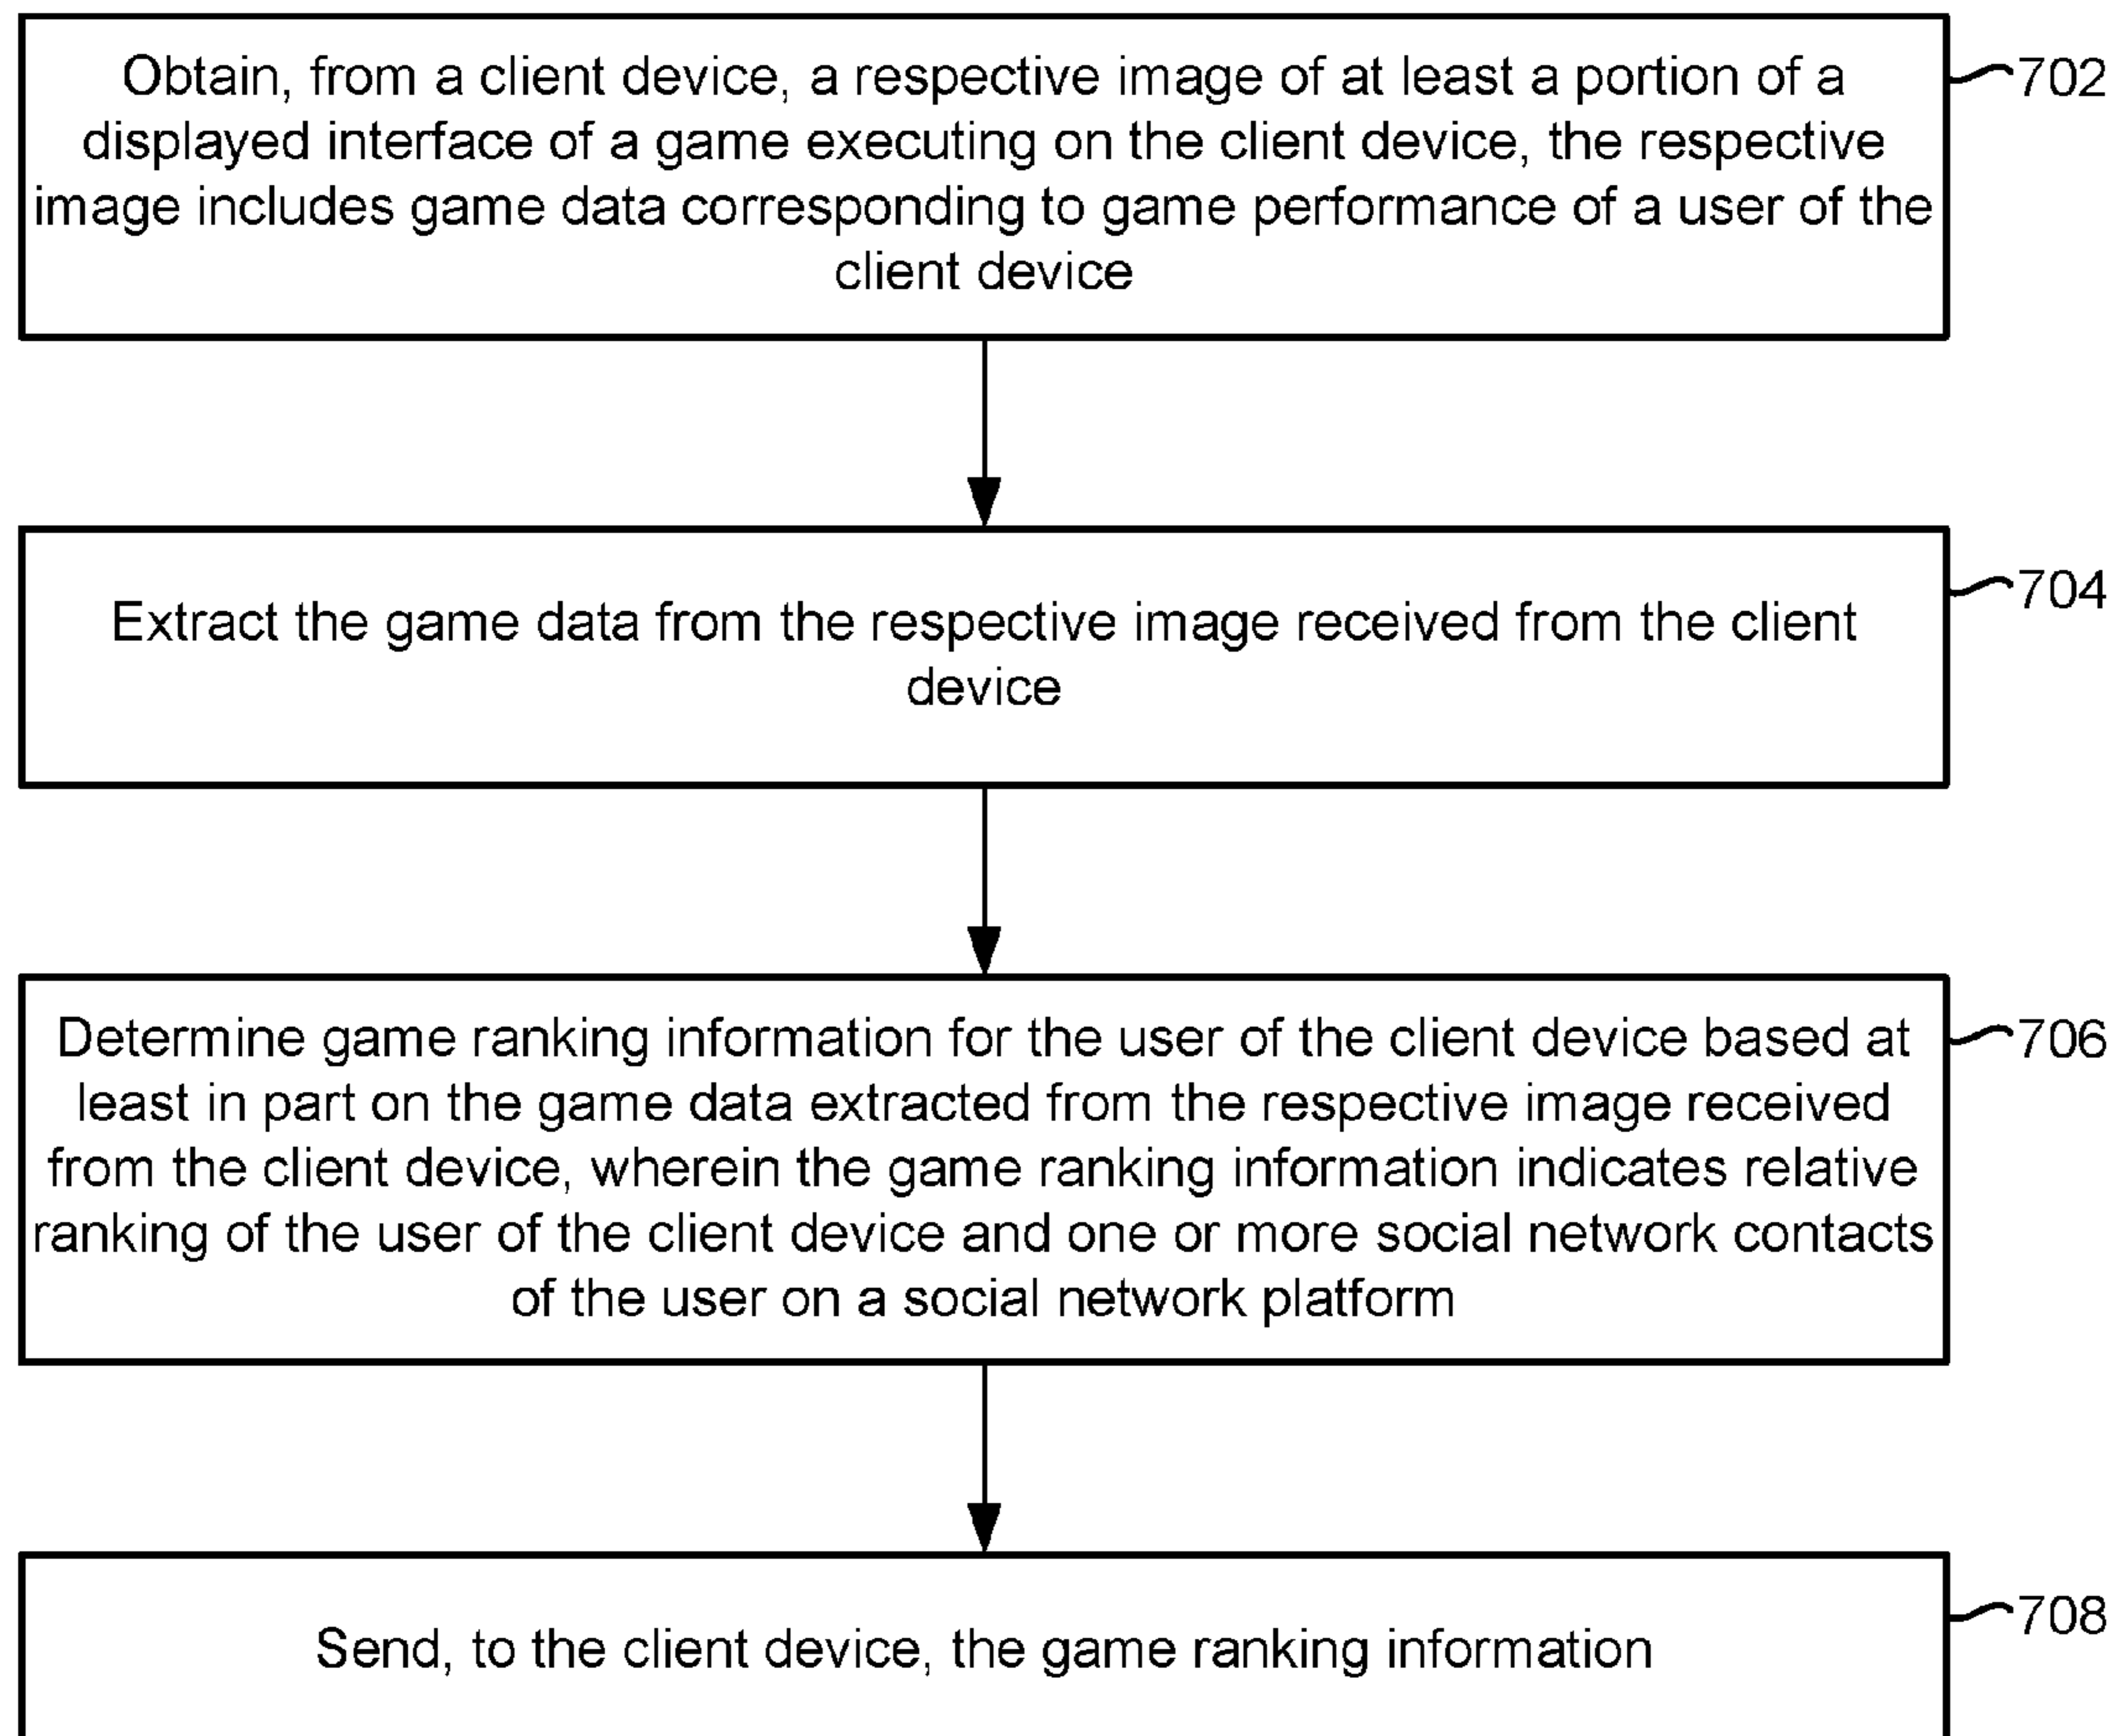 Obtain, from a client device, a respective image of at least a portion of a
displayed interface of a game executing on the client device, the respective
image includes game data corresponding to game performance of a user of the
client device
702
Extract the game data from the respective image received from the client
device
704
Determine game ranking information for the user of the client device based at
least in part on the game data extracted from the respective image received
from the client device, wherein the game ranking information indicates relative
ranking of the user of the client device and one or more social network contacts
of the user on a social network platform
706
Send, to the client device, the game ranking information
708